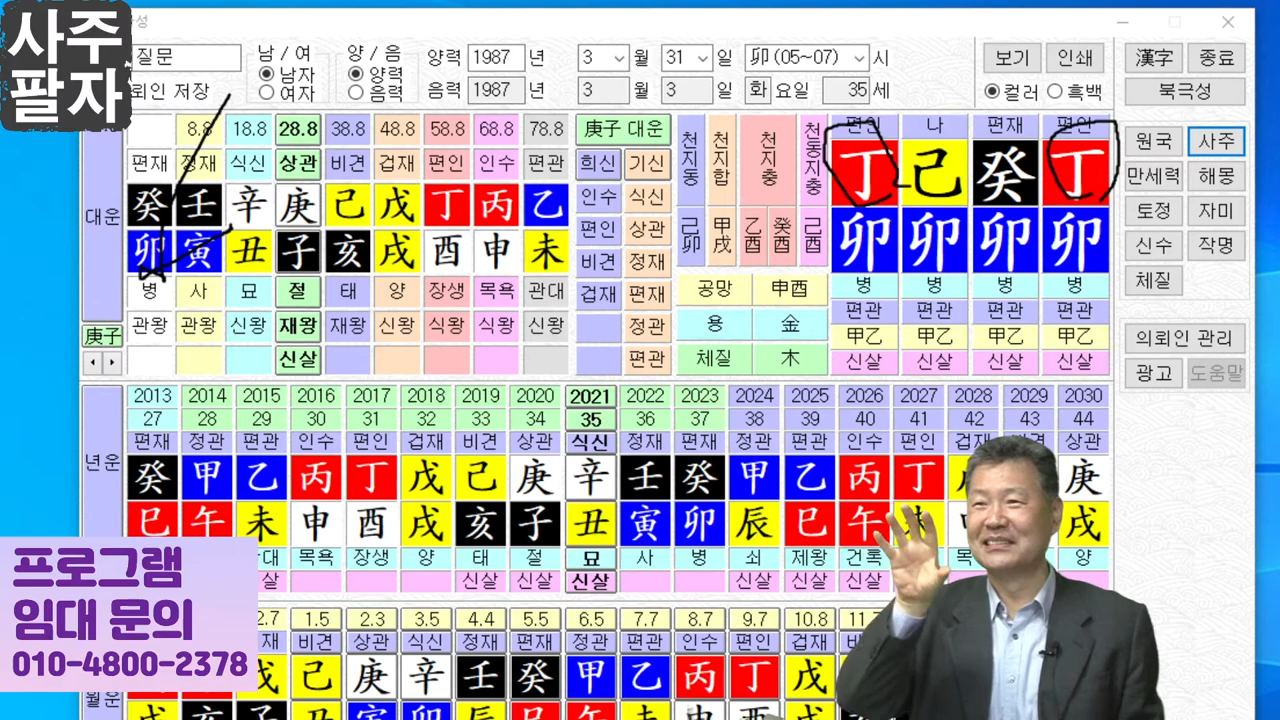 사주
팔자
질문
남 / 여
양 / 음
양력 1987 년 3 월 31 일 卯 (05~07) 시
남자
여자
양력
음력
뢰인 저장
음력 1987 년 3 월 3 일 화 요일 35 세
보기 인쇄
컬러 흑백
漢字 종료
북극성
원국 사주
만세력 해몽
토정 자미
신수 작명
체질
의뢰인 관리
광고 도움말
대운
8.8 18.8 28.8 38.8 48.8 58.8 68.8 78.8
편재 정재 식신 상관 비견 겁재 편인 인수 편관
癸 壬 辛 庚 己 戊 丁 丙 乙
卯 寅 丑 子 亥 戌 酉 申 未
병 사 묘 절 태 양 장생 목욕 관대
관왕 관왕 신왕 재왕 재왕 신왕 식왕 식왕 신왕
신살
庚子
庚子 대운
희신 기신
인수 식신
편인 상관
비견 정재
겁재 편재
정관
편관
천지동 천지합 천지충 천동지충
己卯 甲戌 乙酉 癸酉 己酉
공망 申酉
용 金
체질 木
편인 나 편재 편인
丁 己 癸 丁
卯 卯 卯 卯
병 병 병 병
편관 편관 편관 편관
甲乙 甲乙 甲乙 甲乙
신살 신살 신살 신살
년운
2013 2014 2015 2016 2017 2018 2019 2020 2021 2022 2023 2024 2025 2026 2027 2028 2029 2030
27 28 29 30 31 32 33 34 35 36 37 38 39 40 41 42 43 44
편재 정관 편관 인수 편인 겁재 비견 상관 식신 정재 편재 정관 편관 인수 편인 겁재 상관
癸 甲 乙 丙 丁 戊 己 庚 辛 壬 癸 甲 乙 丙 丁 庚
巳 午 未 申 酉 戌 亥 子 丑 寅 卯 辰 巳 午 戌
목욕 장생 양 태 절 묘 사 병 쇠 제왕 건록 양
신살 신살 신살 신살 신살 신살
월운
2.7 1.5 2.3 3.5 4.4 5.5 6.5 7.7 8.7 9.7 10.8
재 비견 상관 식신 정재 편재 정관 편관 인수 편인 겁재
己 庚 辛 壬 癸 甲 乙 丙 丁 戊
프로그램
임대 문의
010-4800-2378